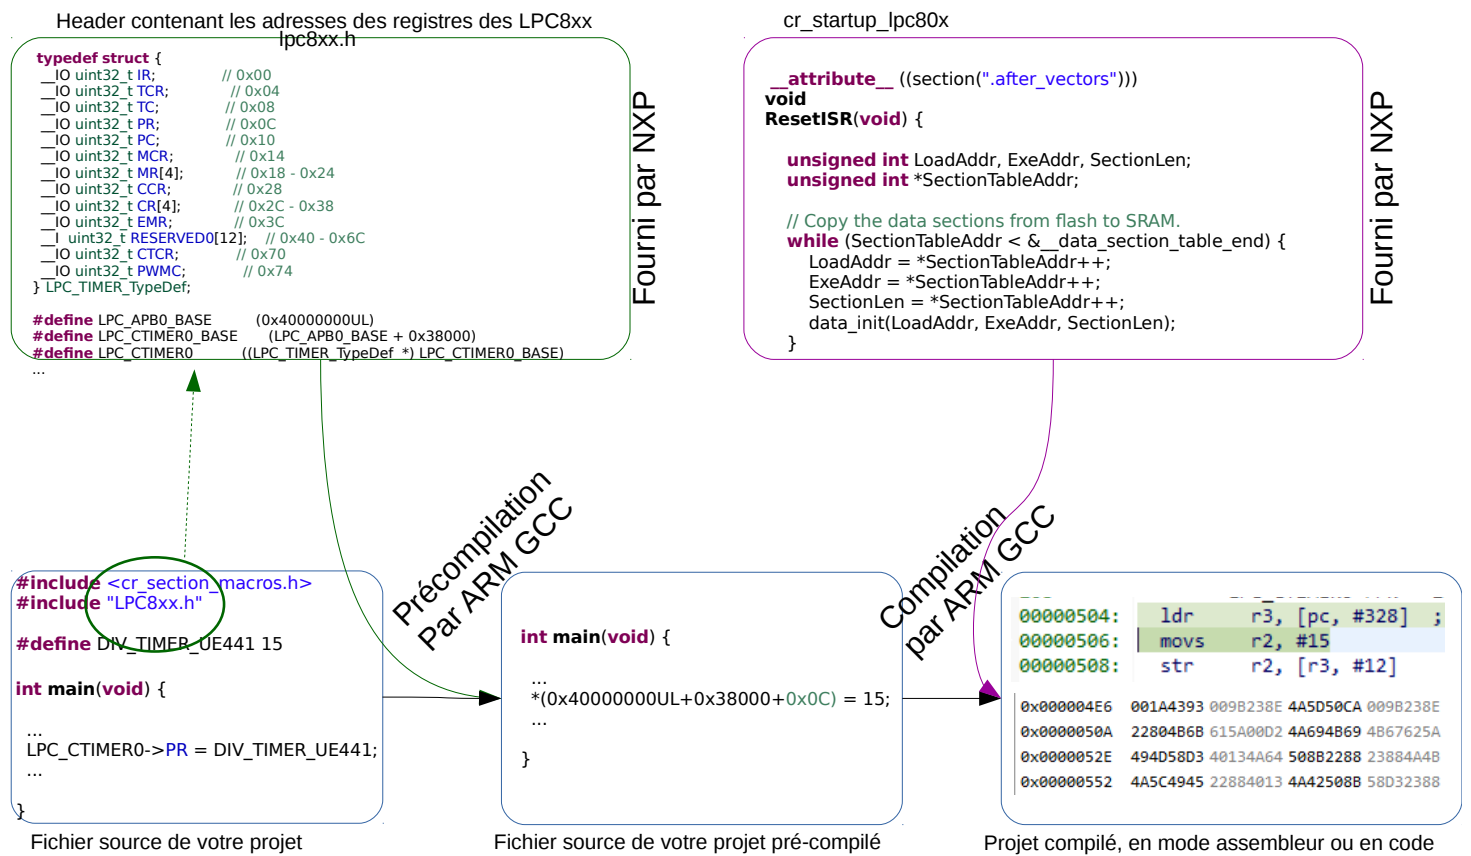 Header contenant les adresses des registres des LPC8xx
lpc8xx.h
typedef struct {
__IO uint32_t IR; // 0x00
__IO uint32_t TCR; // 0x04
__IO uint32_t TC; // 0x08
__IO uint32_t PR; // 0x0C
__IO uint32_t PC; // 0x10
__IO uint32_t MCR; // 0x14
__IO uint32_t MR[4]; // 0x18 - 0x24
__IO uint32_t CCR; // 0x28
__IO uint32_t CR[4]; // 0x2C - 0x38
__IO uint32_t EMR; // 0x3C
__I uint32_t RESERVED0[12]; // 0x40 - 0x6C
__IO uint32_t CTCR; // 0x70
__IO uint32_t PWMC; // 0x74
} LPC_TIMER_TypeDef;
#define LPC_APB0_BASE (0x40000000UL)
#define LPC_CTIMER0_BASE (LPC_APB0_BASE + 0x38000)
#define LPC_CTIMER0 ((LPC_TIMER_TypeDef *) LPC_CTIMER0_BASE)
...
Fourni par NXP
cr_startup_lpc80x
__attribute__ ((section(".after_vectors")))
void
ResetISR(void) {
unsigned int LoadAddr, ExeAddr, SectionLen;
unsigned int *SectionTableAddr;
// Copy the data sections from flash to SRAM.
while (SectionTableAddr < &__data_section_table_end) {
LoadAddr = *SectionTableAddr++;
ExeAddr = *SectionTableAddr++;
SectionLen = *SectionTableAddr++;
data_init(LoadAddr, ExeAddr, SectionLen);
}
Fourni par NXP
#include <cr_section_macros.h>
#include "LPC8xx.h"
#define DIV_TIMER_UE441 15
int main(void) {
...
LPC_CTIMER0->PR = DIV_TIMER_UE441;
...
}
Fichier source de votre projet
Précompilation
Par ARM GCC
int main(void) {
...
*(0x40000000UL+0x38000+0x0C) = 15;
...
}
Fichier source de votre projet pré-compilé
Compilation
par ARM GCC
00000504: ldr r3, [pc, #328] ;
00000506: movs r2, #15
00000508: str r2, [r3, #12]
0x000004E6 001A4393 009B238E 4A5D50CA 009B238E
0x0000050A 22804B6B 615A00D2 4A694B69 4B67625A
0x0000052E 494D58D3 40134A64 508B2288 23884A4B
0x00000552 4A5C4945 22884013 4A42508B 58D32388
Projet compilé, en mode assembleur ou en code